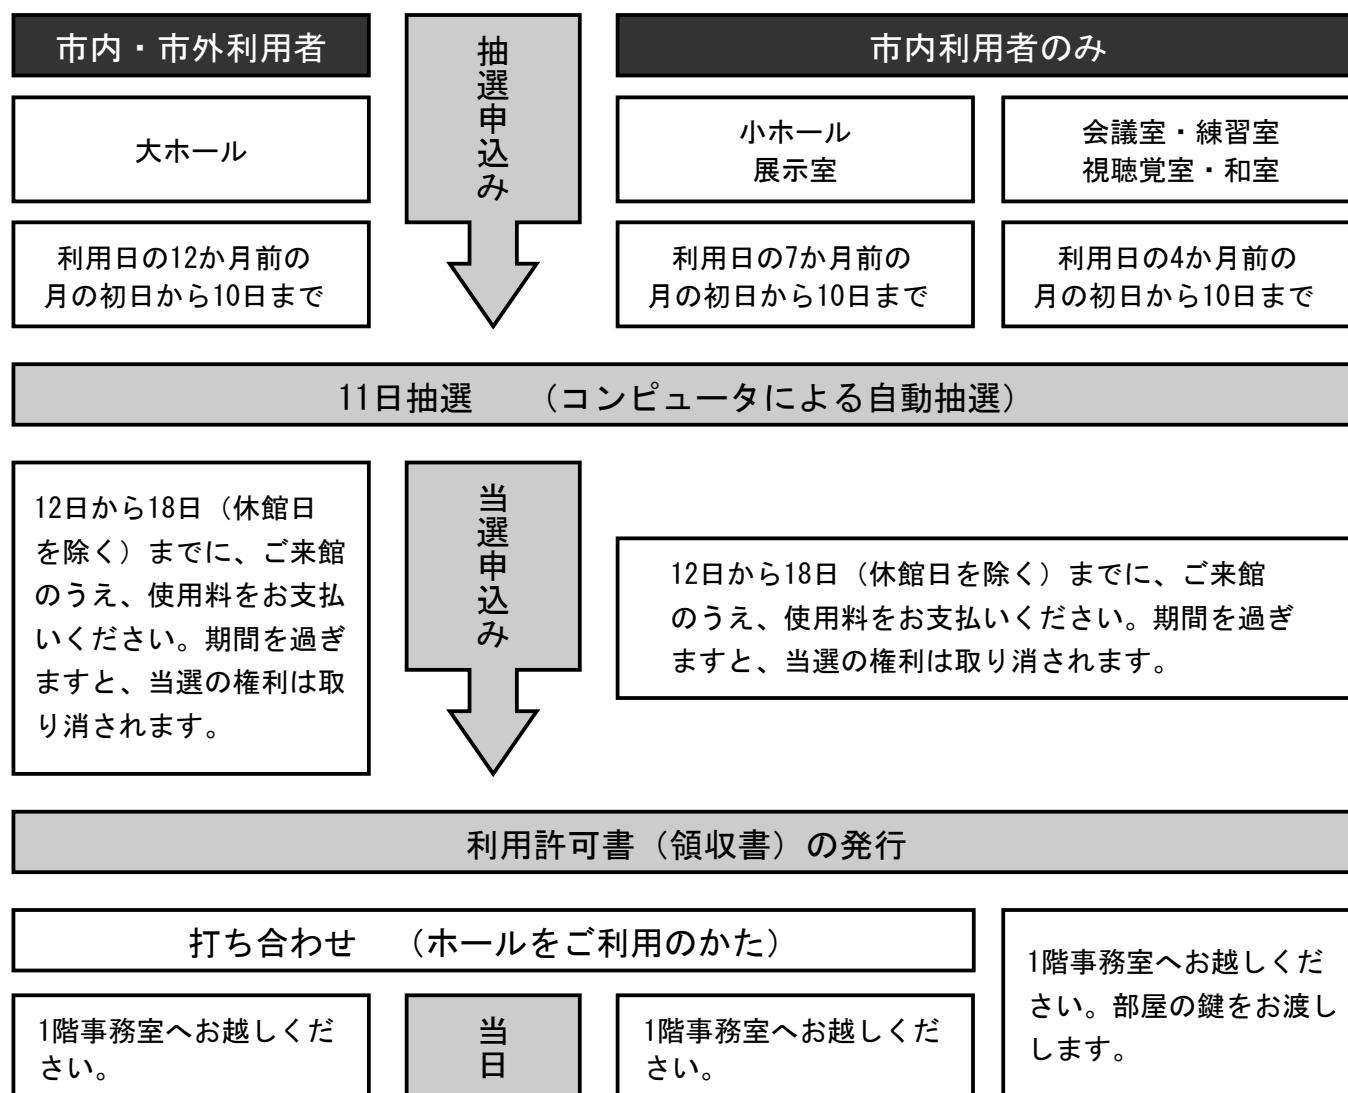 市内・市外利用者
抽選申込み
市内利用者のみ
大ホール
小ホール
展示室
会議室・練習室
視聴覚室・和室
利用日の12か月前の
月の初日から10日まで
利用日の7か月前の
月の初日から10日まで
利用日の4か月前の
月の初日から10日まで
11日抽選　　（コンピュータによる自動抽選）
12日から18日（休館日
を除く）までに、ご来館
のうえ、使用料をお支払
いください。期間を過ぎ
ますと、当選の権利は取
り消されます。
当選申込み
12日から18日（休館日を除く）までに、ご来館
のうえ、使用料をお支払いください。期間を過ぎ
ますと、当選の権利は取り消されます。
利用許可書（領収書）の発行
打ち合わせ　（ホールをご利用のかた）
1階事務室へお越しくだ
さい。
当日
1階事務室へお越しくだ
さい。
1階事務室へお越しくだ
さい。部屋の鍵をお渡し
します。